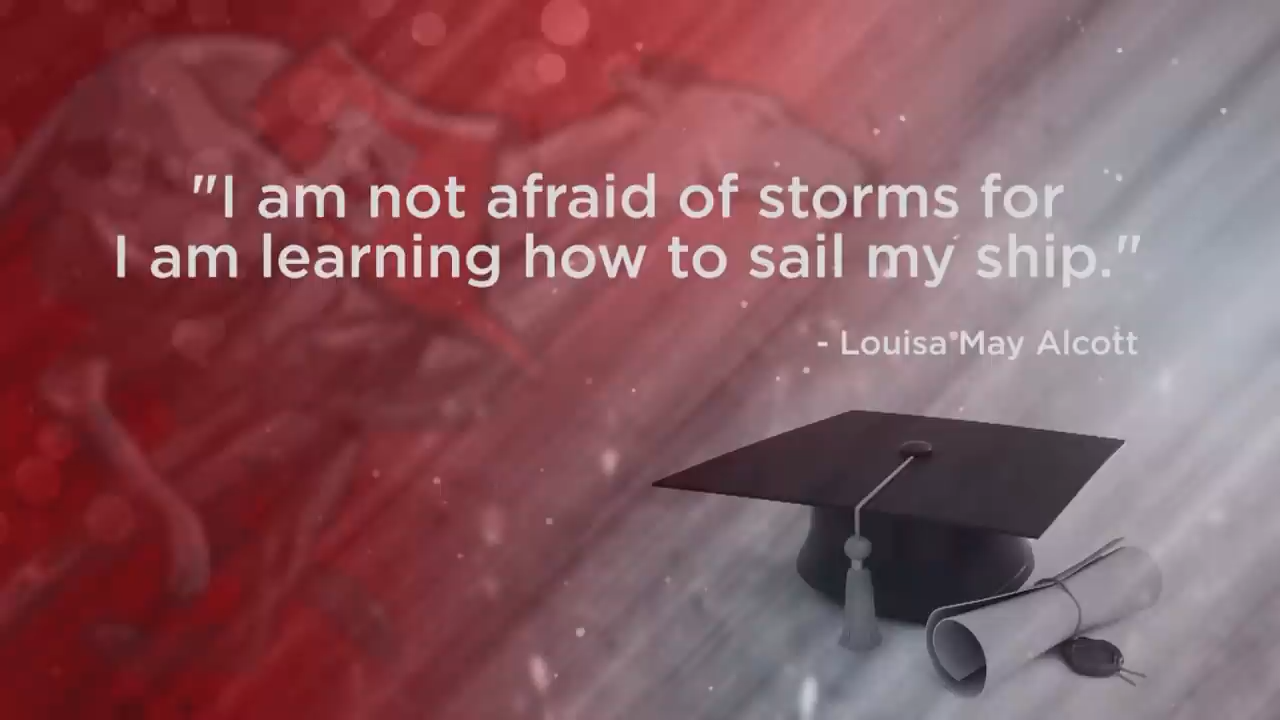 "I am not afraid of storms for
I am learning how to sail my ship."
- Louisa May Alcott